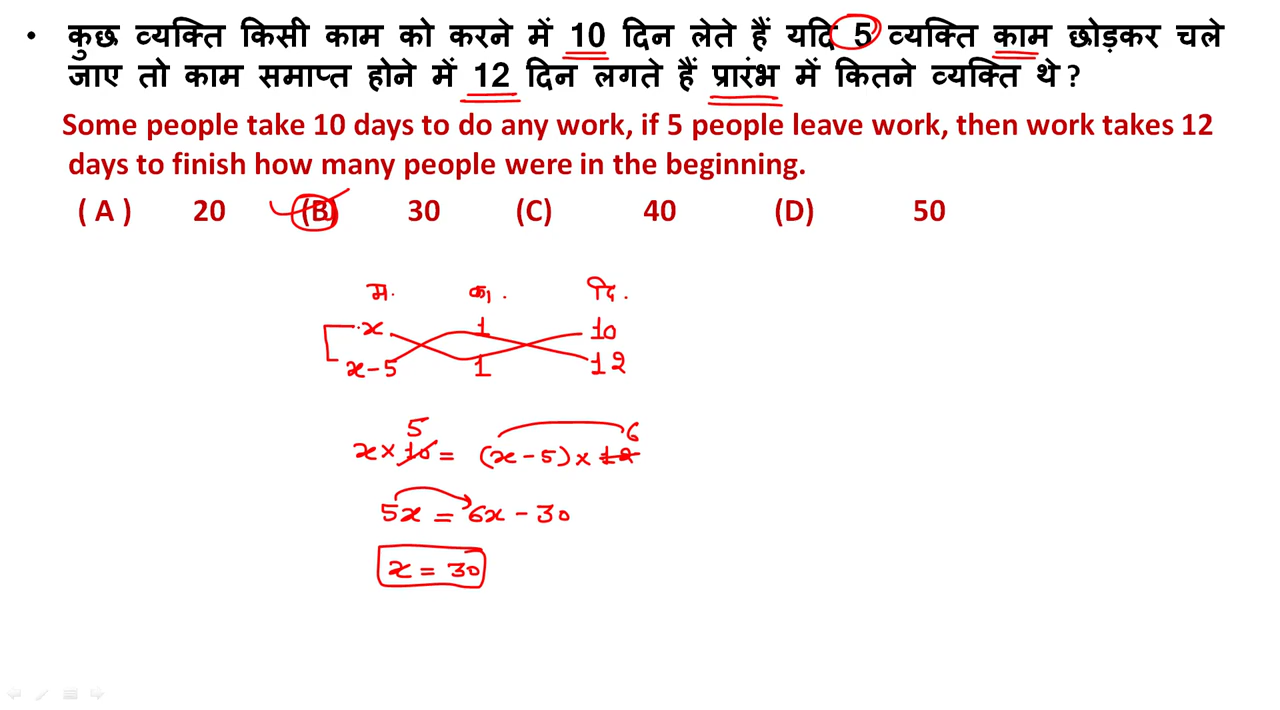 • कुछ व्यक्ति किसी काम को करने में 10 दिन लेते हैं यदि 5 व्यक्ति काम छोड़कर चले
जाए तो काम समाप्त होने में 12 दिन लगते हैं प्रारंभ में कितने व्यक्ति थे ?
Some people take 10 days to do any work, if 5 people leave work, then work takes 12
days to finish how many people were in the beginning.
( A ) 20 (B) 30 (C) 40 (D) 50
म. का. दि.
x 1 10
x-5 1 12
5 6
x × 10 = (x - 5) × 12
5x = 6x - 30
x = 30